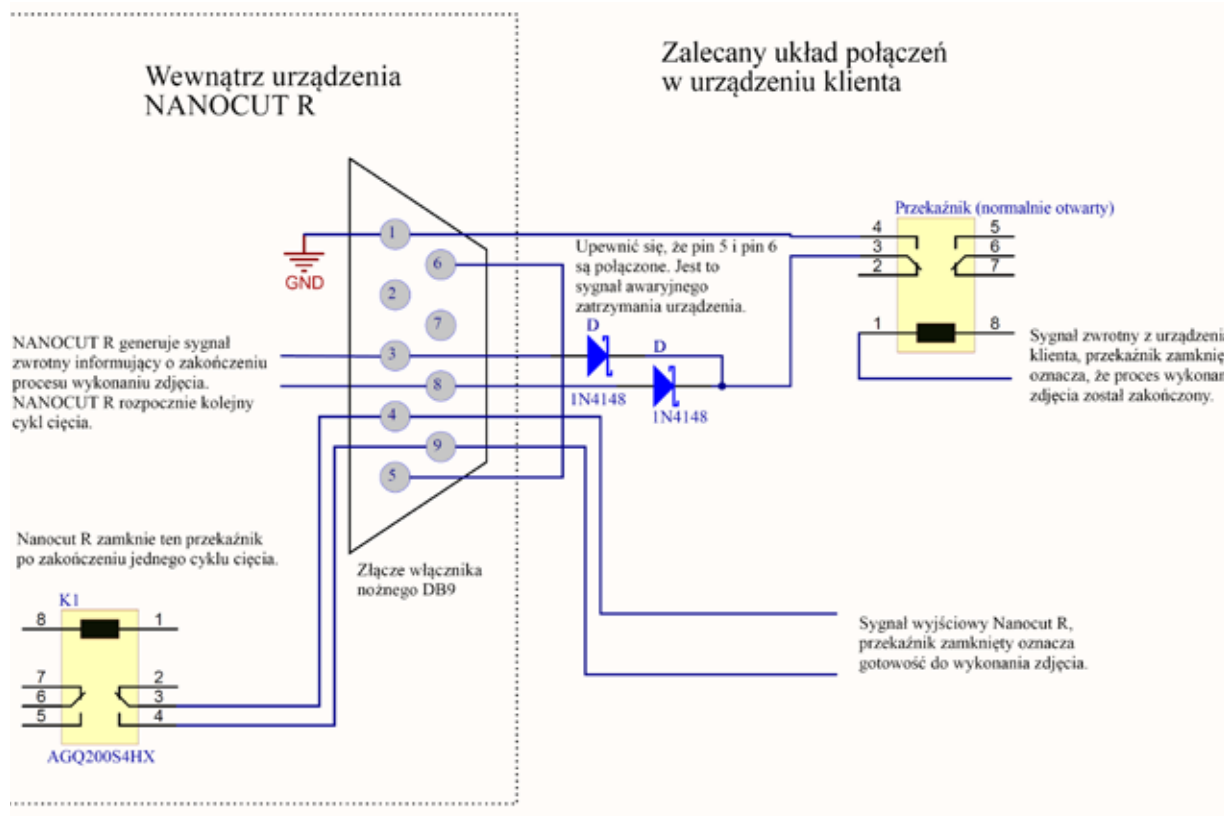 Wewnątrz urządzenia
NANOCUT R
Zalecany układ połączeń
w urządzeniu klienta
Przekaźnik (normalnie otwarty)
4
3
2
5
6
7
1
8
1
6
2
7
3
8
4
9
5
GND
Upewnić się, że pin 5 i pin 6
są połączone. Jest to
sygnał awaryjnego
zatrzymania urządzenia.
D
D
1N4148
1N4148
NANOCUT R generuje sygnał
zwrotny informujący o zakończeniu
procesu wykonaniu zdjęcia.
NANOCUT R rozpocznie kolejny
cykl cięcia.
Sygnał zwrotny z urządzenia
klienta, przekaźnik zamknię
oznacza, że proces wykonan
zdjęcia został zakończony.
Nanocut R zamknie ten przekaźnik
po zakończeniu jednego cyklu cięcia.
Złącze włącznika
nożnego DB9
K1
8
1
7
6
5
2
3
4
AGQ200S4HX
Sygnał wyjściowy Nanocut R,
przekaźnik zamknięty oznacza
gotowość do wykonania zdjęcia.